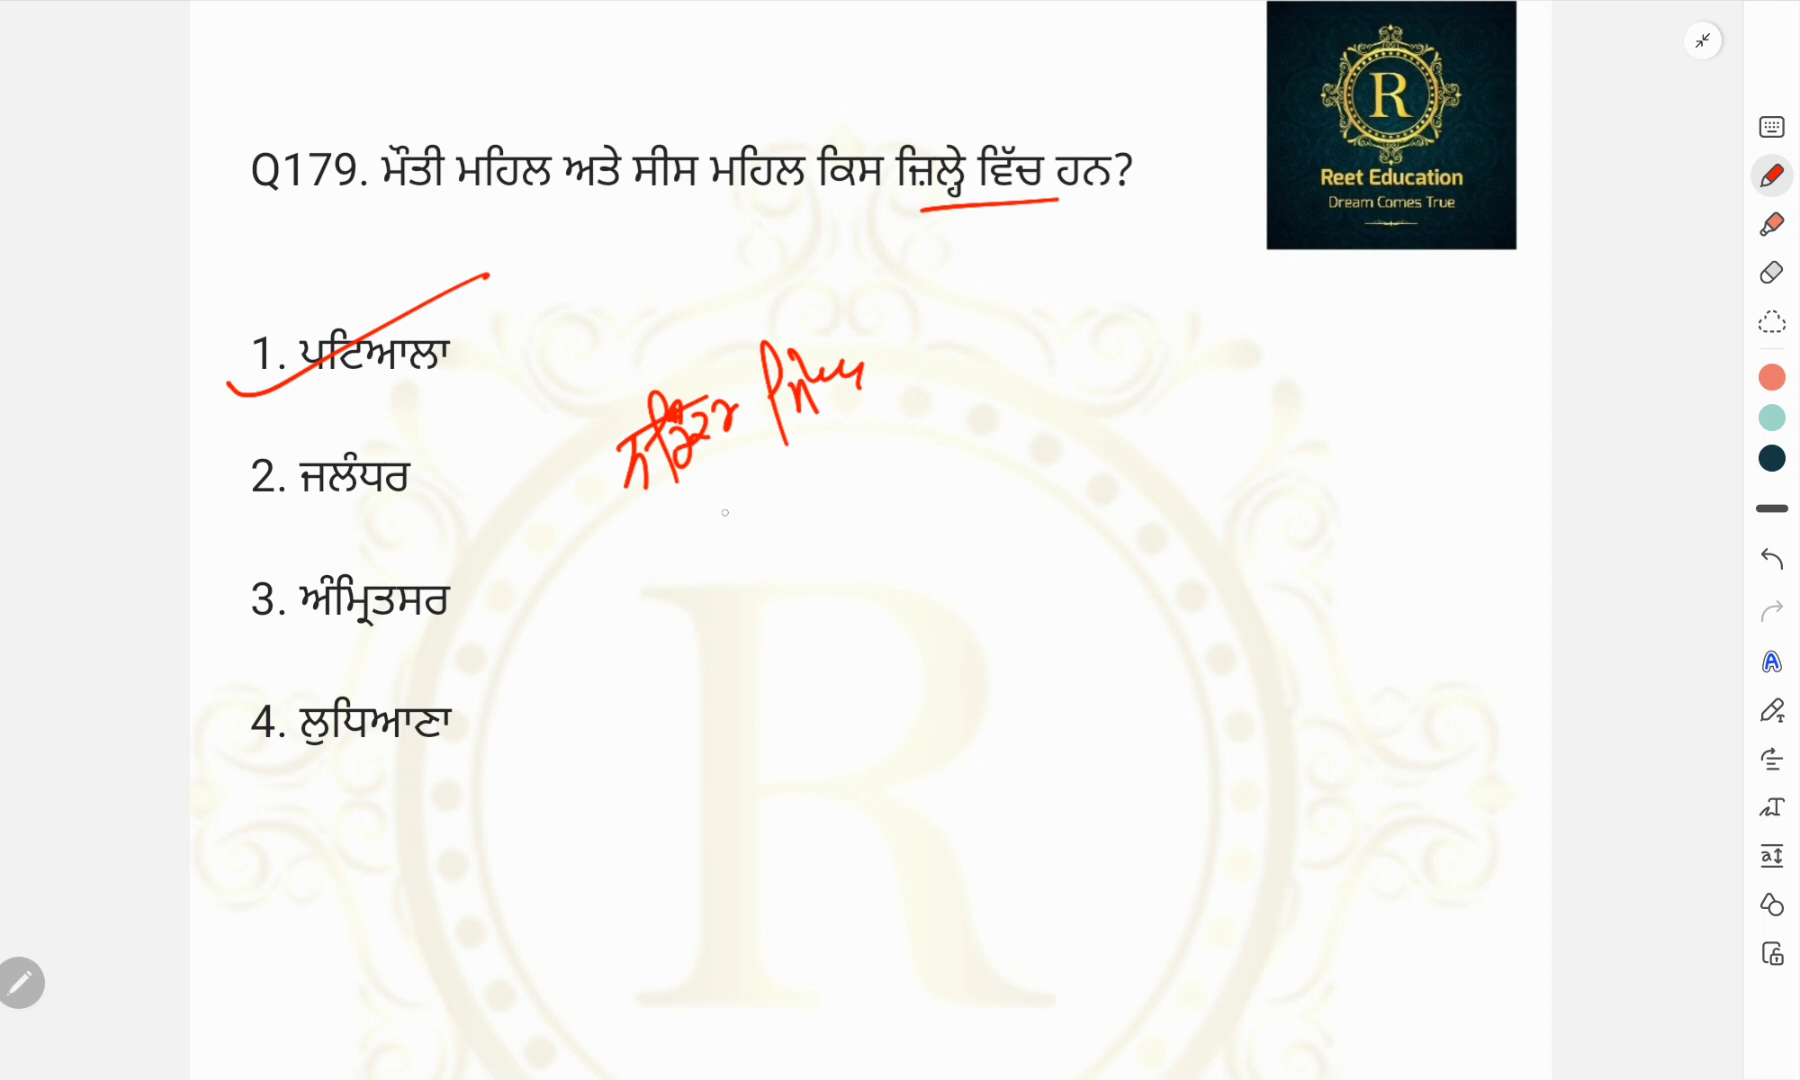 R
Reet Education
Dream Comes True
Q179. ਮੌਤੀ ਮਹਿਲ ਅਤੇ ਸੀਸ ਮਹਿਲ ਕਿਸ ਜ਼ਿਲ੍ਹੇ ਵਿੱਚ ਹਨ?
1. ਪਟਿਆਲਾ
2. ਜਲੰਧਰ
3. ਅੰਮ੍ਰਿਤਸਰ
4. ਲੁਧਿਆਣਾ
R